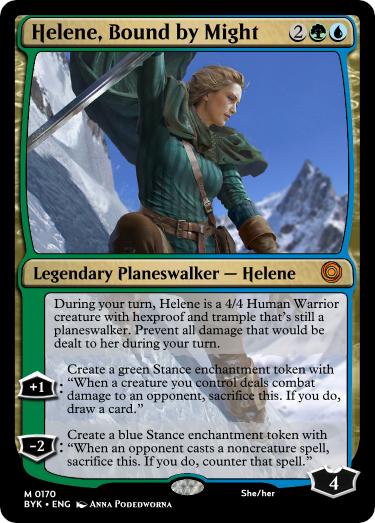 Helene, Bound by Might 2
Legendary Planeswalker — Helene
During your turn, Helene is a 4/4 Human Warrior
creature with hexproof and trample that's still a
planeswalker. Prevent all damage that would be
dealt to her during your turn.
+1: Create a green Stance enchantment token with
"When a creature you control deals combat
damage to an opponent, sacrifice this. If you do,
draw a card."
-2: Create a blue Stance enchantment token with
"When an opponent casts a noncreature spell,
sacrifice this. If you do, counter that spell."
4
M 0170
She/her
BYK • ENG Anna Podedworna